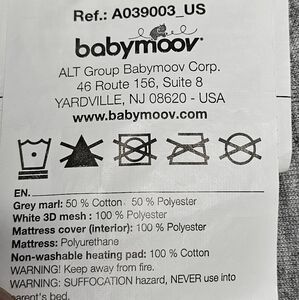 Ref.: A039003_US
babymoov
ALT Group Babymoov Corp.
46 Route 156, Suite 8
YARDVILLE, NJ 08620 - USA
www.babymoov.com
EN.
Grey marl: 50 % Cotton 50 % Polyester
White 3D mesh : 100 % Polyester
Mattress cover (interior): 100 % Polyester
Mattress: Polyurethane
Non-washable heating pad: 100 % Cotton
WARNING! Keep away from fire.
WARNING! SUFFOCATION hazard, NEVER use into
parent's bed.